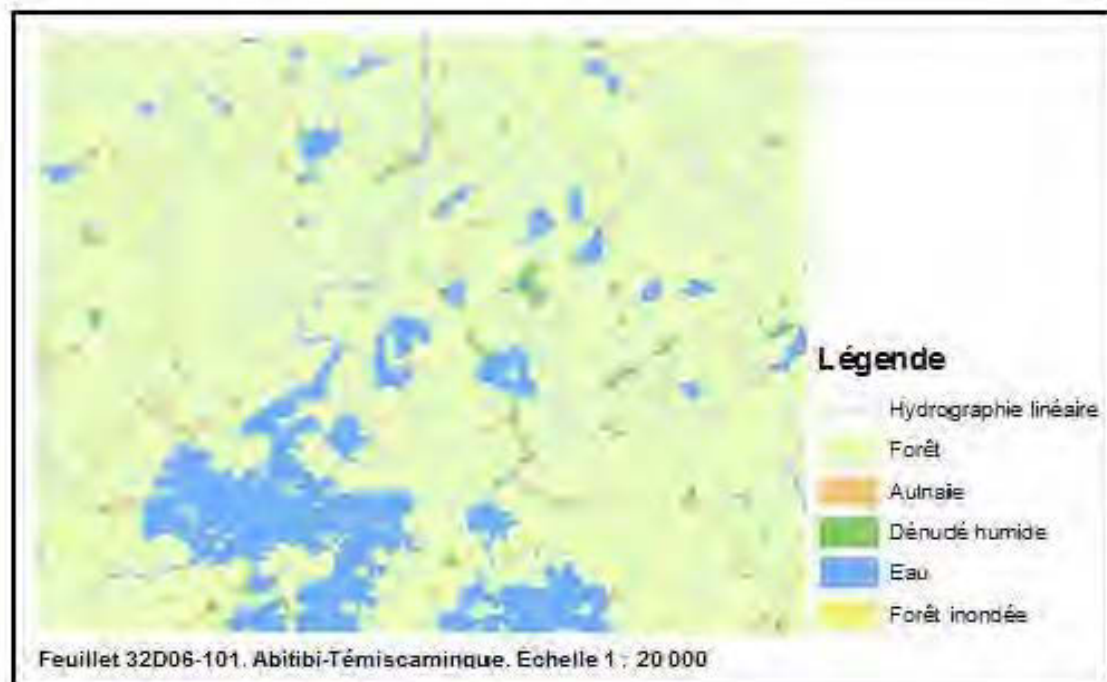 Légende
Hydrographie linéaire
Forêt
Aulnaie
Dénudé humide
Eau
Forêt inondée
Feuillet 32D06-101. Abitibi-Témiscamingue. Echelle 1 : 20 000